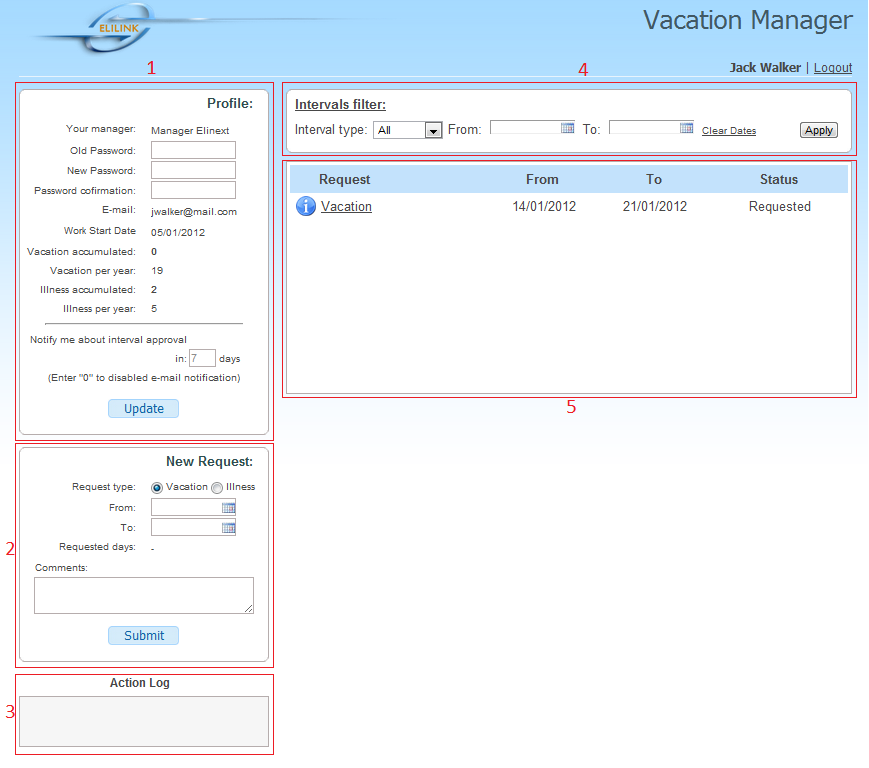 ELILINK
Vacation Manager
Jack Walker | Logout
1
Profile:
Your manager: Manager Elinext
Old Password:
New Password:
Password cofirmation:
E-mail: jwalker@mail.com
Work Start Date 05/01/2012
Vacation accumulated: 0
Vacation per year: 19
Illness accumulated: 2
Illness per year: 5
Notify me about interval approval
in: 7 days
(Enter "0" to disabled e-mail notification)
Update
2
New Request:
Request type: Vacation Illness
From:
To:
Requested days: -
Comments:
Submit
3
Action Log
4
Intervals filter:
Interval type: All From: To: Clear Dates Apply
Request From To Status
i Vacation 14/01/2012 21/01/2012 Requested
5